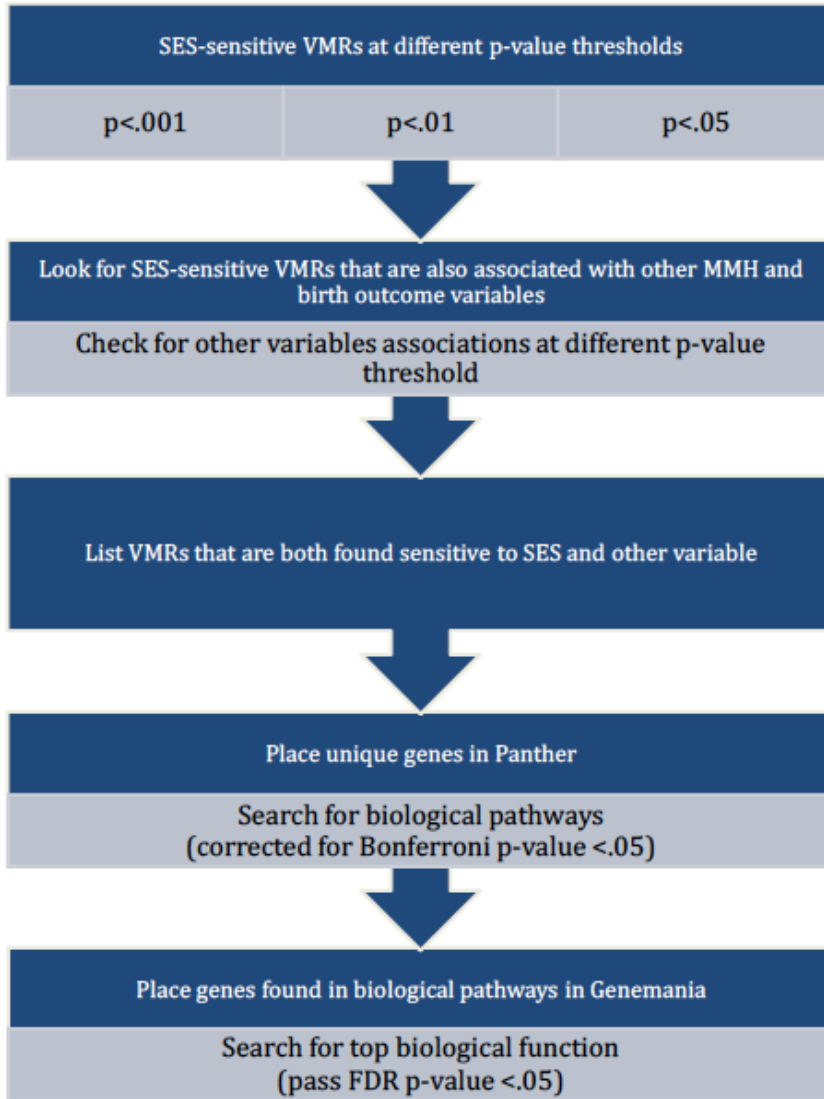 SES-sensitive VMRs at different p-value thresholds
p<.001
p<.01
p<.05
Look for SES-sensitive VMRs that are also associated with other MMH and
birth outcome variables
Check for other variables associations at different p-value
threshold
List VMRs that are both found sensitive to SES and other variable
Place unique genes in Panther
Search for biological pathways
(corrected for Bonferroni p-value <.05)
Place genes found in biological pathways in Genemania
Search for top biological function
(pass FDR p-value <.05)